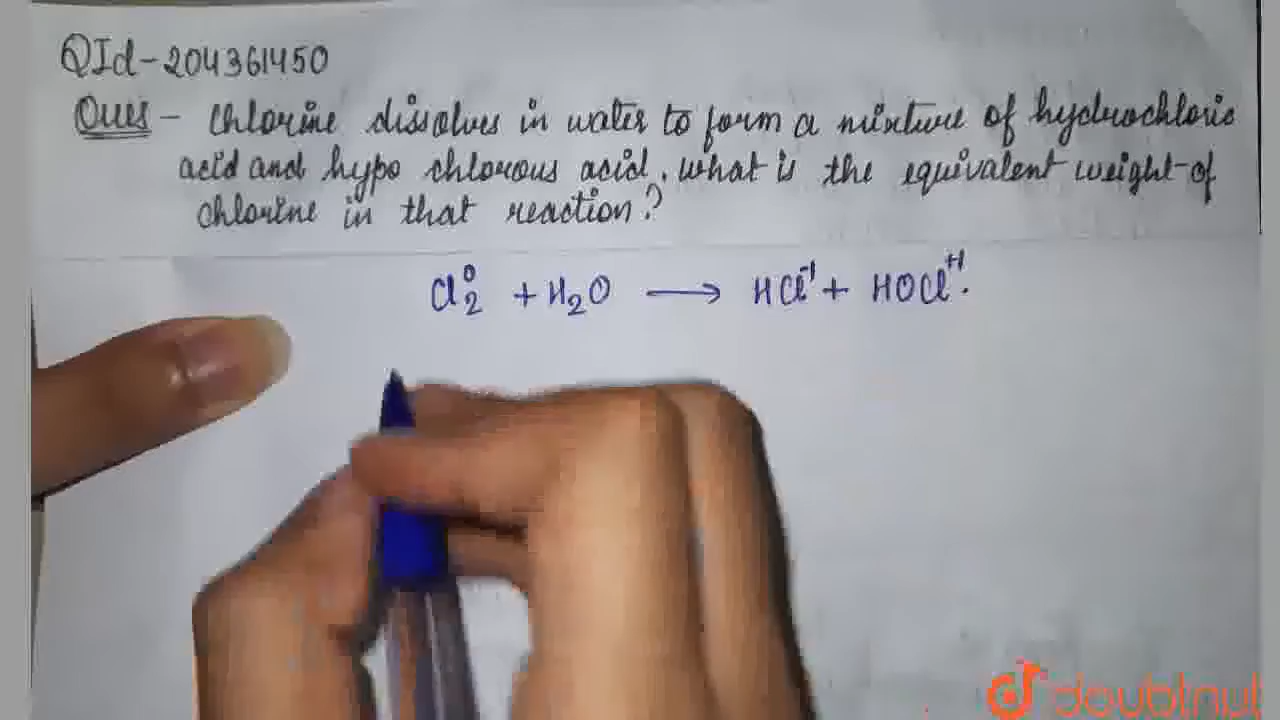 QId-204361450
Ques - Chlorine dissolves in water to form a mixture of hydrochloric
acid and hypo chlorous acid. what is the equivalent weight of
chlorine in that reaction?
Cl₂⁰ + H₂O ⟶ HCl⁻¹ + HOCl⁺¹.
doubtnut